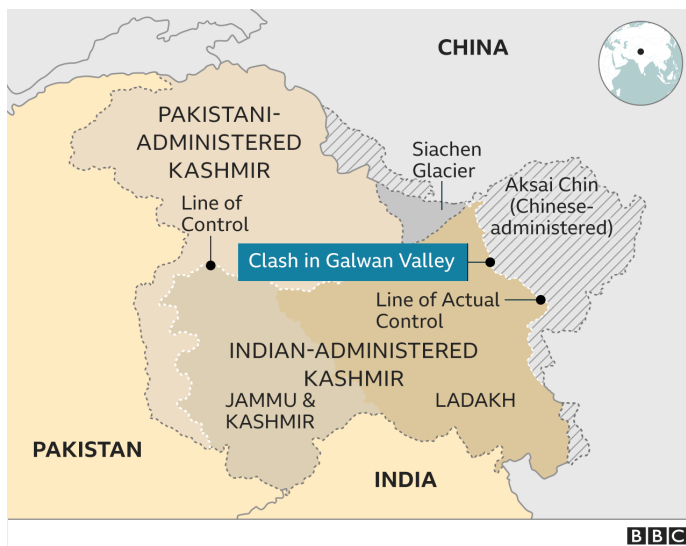 CHINA
PAKISTANI-
ADMINISTERED
KASHMIR
Siachen
Glacier
Aksai Chin
(Chinese-
administered)
Line of
Control
Clash in Galwan Valley
Line of Actual
Control
INDIAN-ADMINISTERED
KASHMIR
JAMMU &
KASHMIR
LADAKH
PAKISTAN
INDIA
BBC